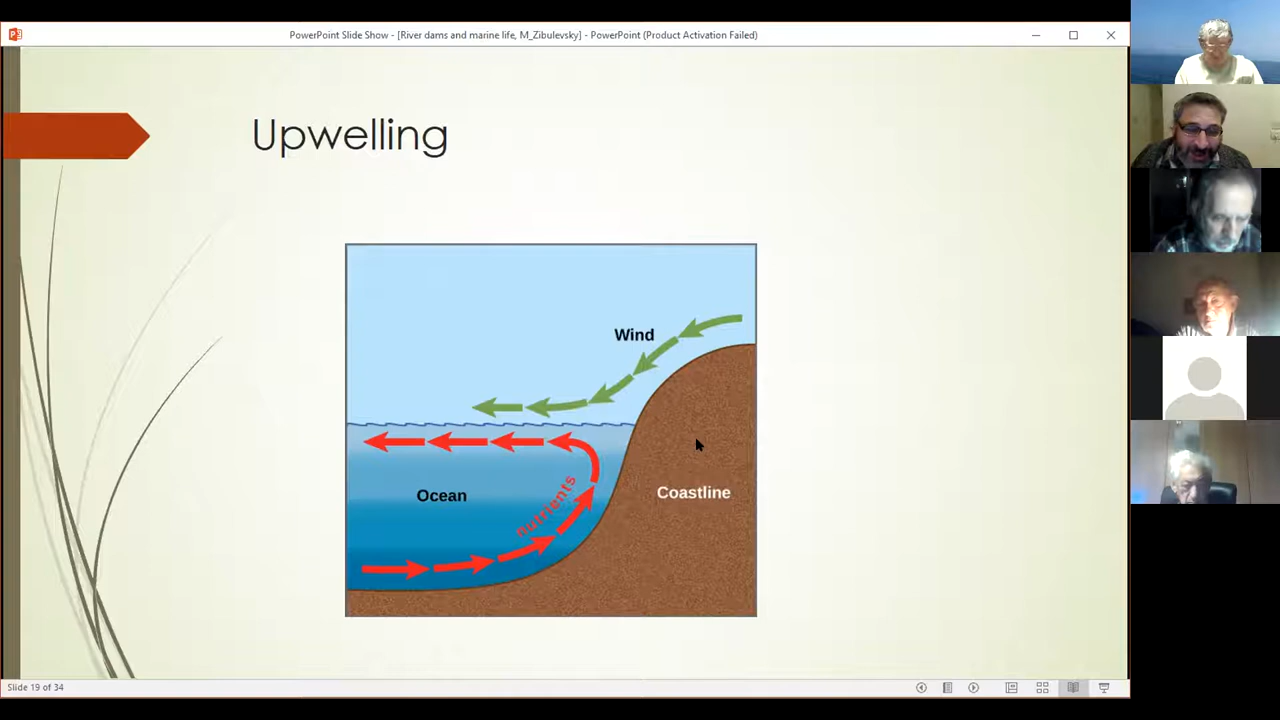 PowerPoint Slide Show - [River dams and marine life, M_Zibulevsky] - PowerPoint (Product Activation Failed)
Upwelling
Wind
Ocean
nutrients
Coastline
Slide 19 of 34